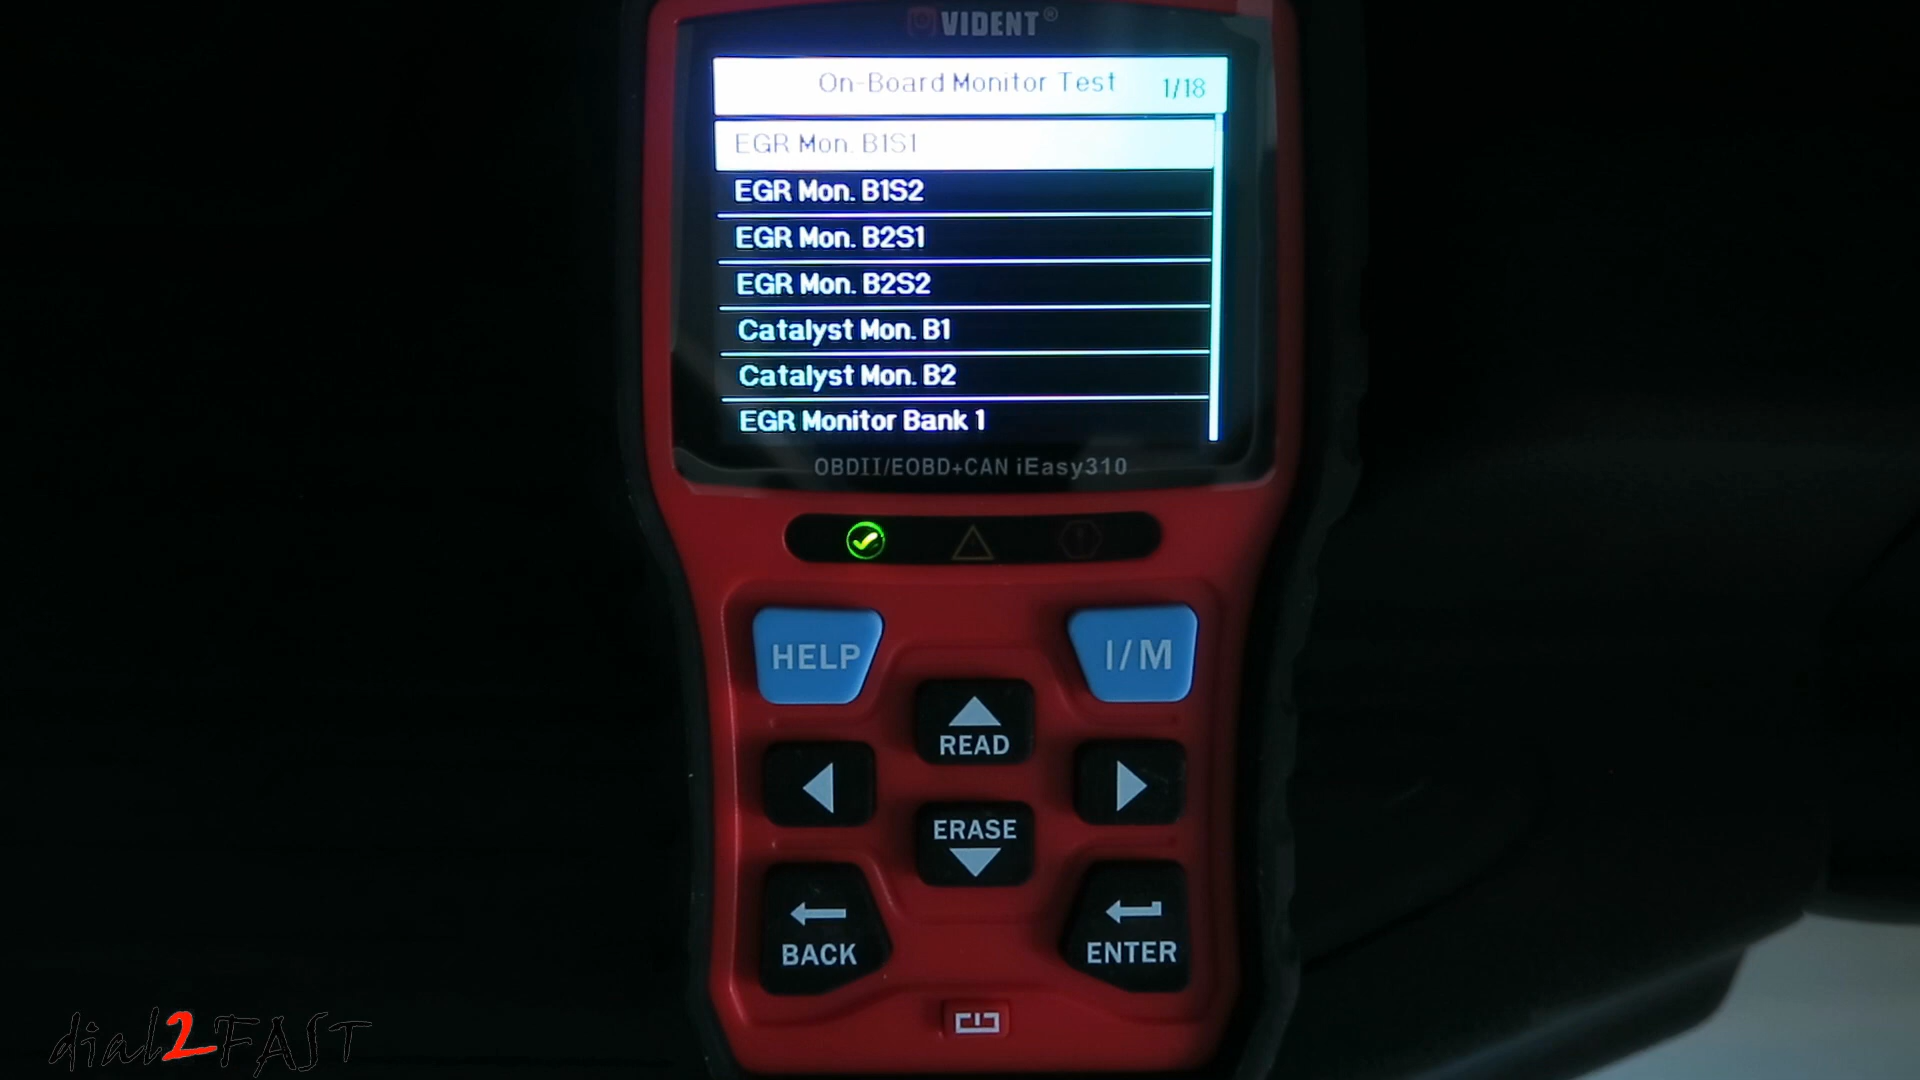 VIDENT®
On-Board Monitor Test 1/18
EGR Mon. B1S1
EGR Mon. B1S2
EGR Mon. B2S1
EGR Mon. B2S2
Catalyst Mon. B1
Catalyst Mon. B2
EGR Monitor Bank 1
OBDII/EOBD+CAN iEasy310
HELP
I/M
READ
ERASE
BACK
ENTER
dial2FAST